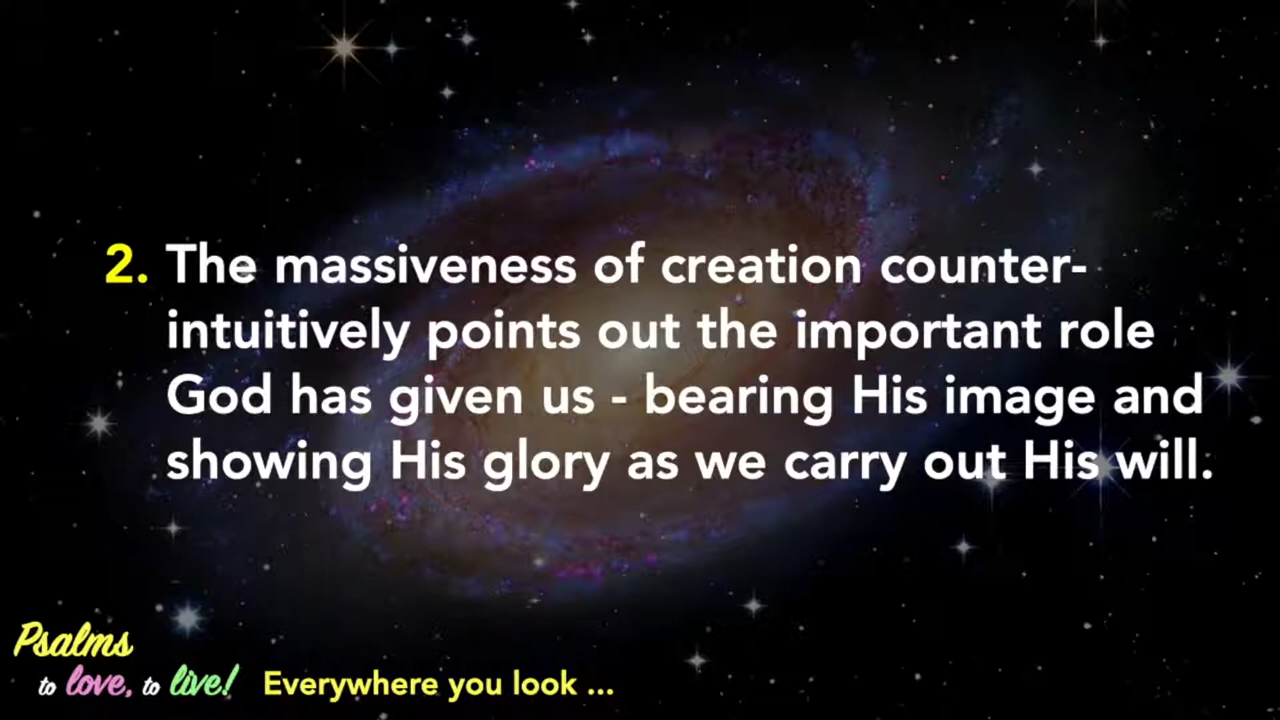 2. The massiveness of creation counter-
intuitively points out the important role
God has given us - bearing His image and
showing His glory as we carry out His will.
Psalms
to love, to live! Everywhere you look ...